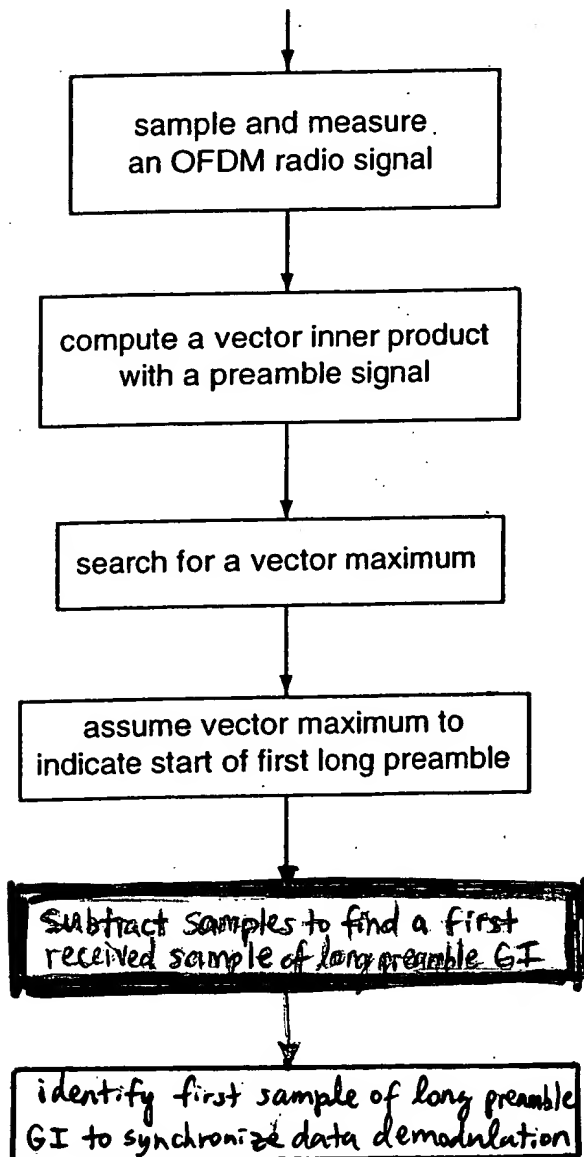 sample and measure
an OFDM radio signal
compute a vector inner product
with a preamble signal
search for a vector maximum
assume vector maximum to
indicate start of first long preamble
subtract samples to find a first
received sample of long preamble GI
identify first sample of long preamble
GI to synchronize data demodulation